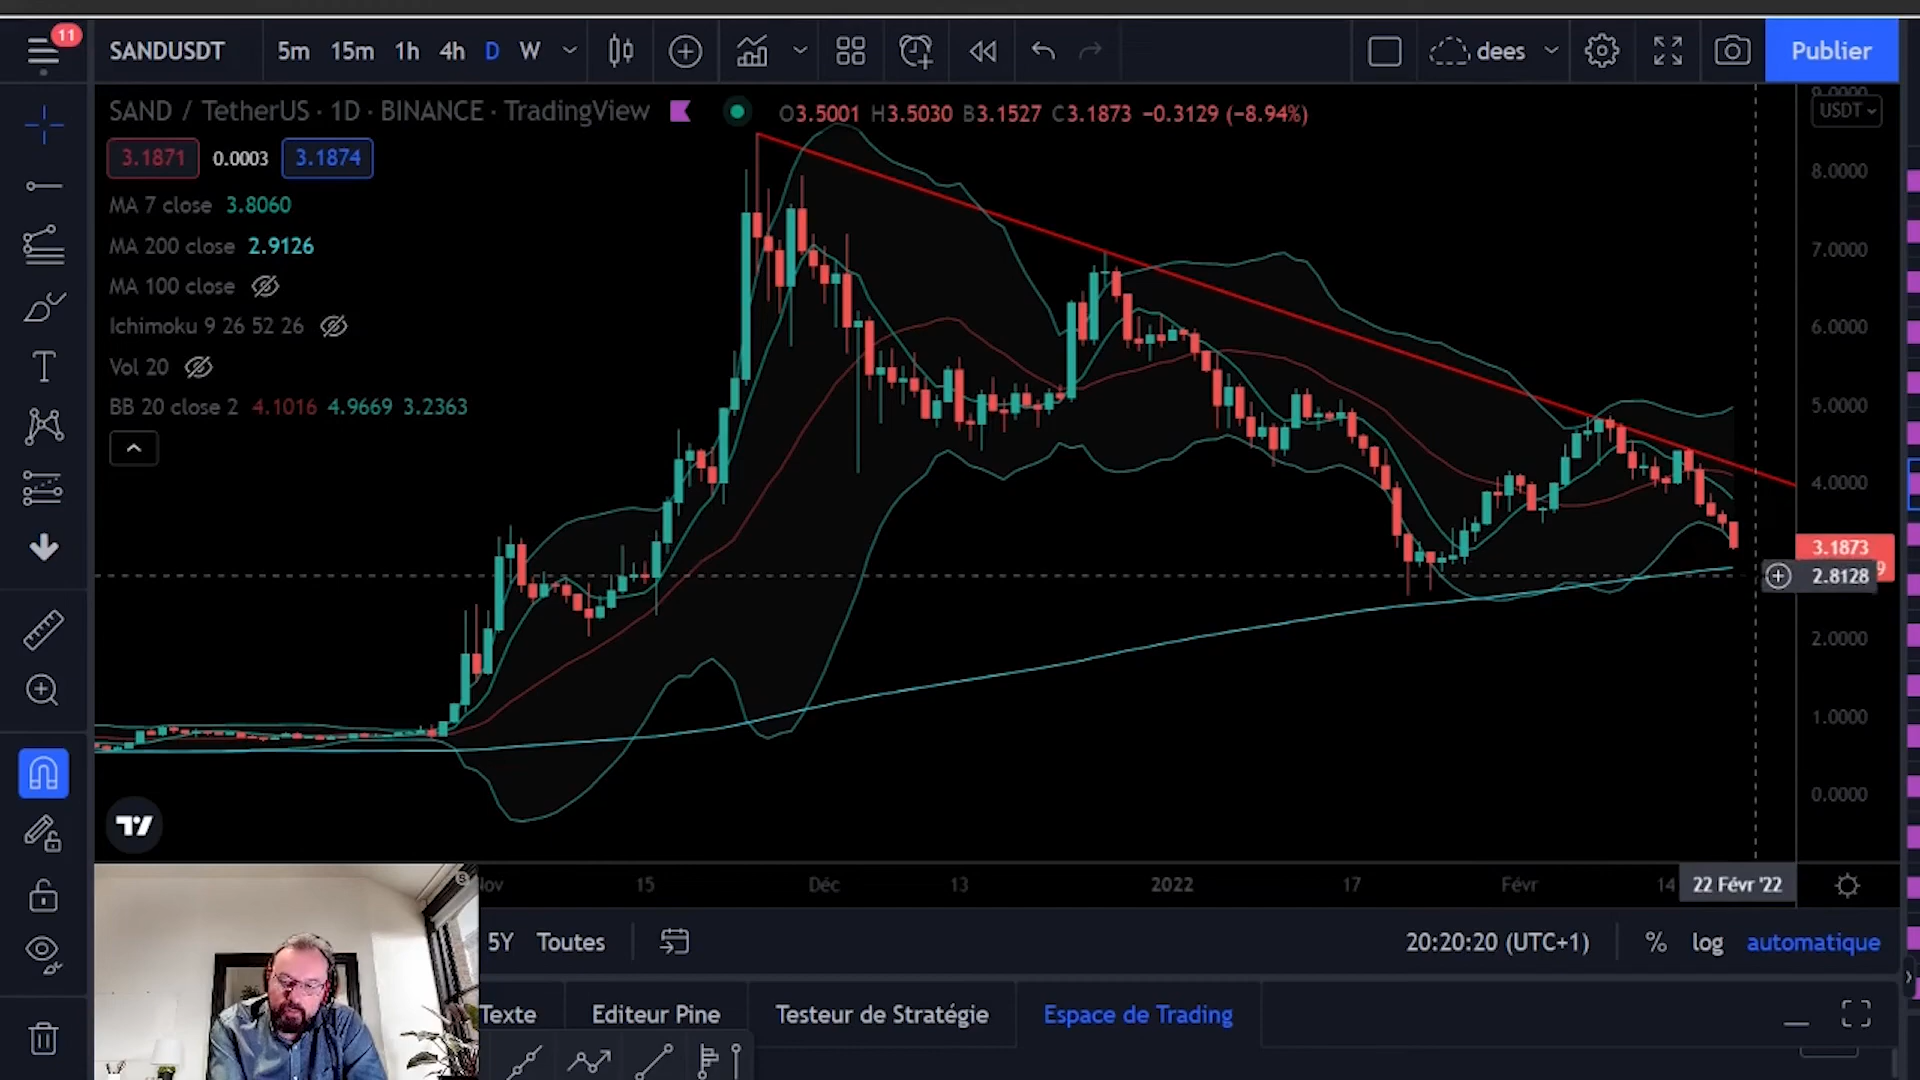 11
SANDUSDT 5m 15m 1h 4h D W dees Publier
SAND / TetherUS · 1D · BINANCE · TradingView O3.5001 H3.5030 B3.1527 C3.1873 −0.3129 (−8.94%)
USDT
3.1871 0.0003 3.1874
MA 7 close 3.8060
MA 200 close 2.9126
MA 100 close
Ichimoku 9 26 52 26
Vol 20
BB 20 close 2 4.1016 4.9669 3.2363
9.0000
8.0000
7.0000
6.0000
5.0000
4.0000
3.1873
2.8128
2.0000
1.0000
0.0000
Nov 15 Déc 13 2022 17 Févr 14 22 Févr '22
5Y Toutes 20:20:20 (UTC+1) % log automatique
Texte Editeur Pine Testeur de Stratégie Espace de Trading